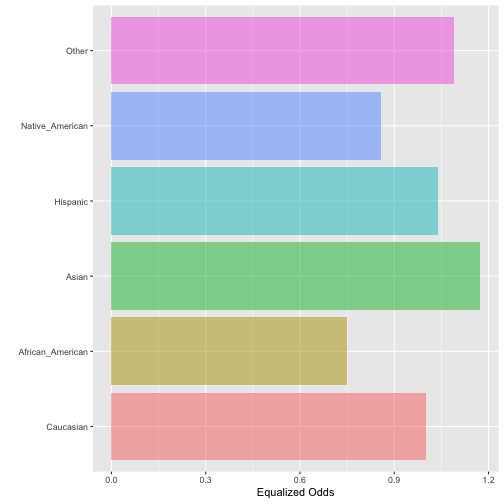 Other
Native_American
Hispanic
Asian
African_American
Caucasian
0.0 0.3 0.6 0.9 1.2
Equalized Odds